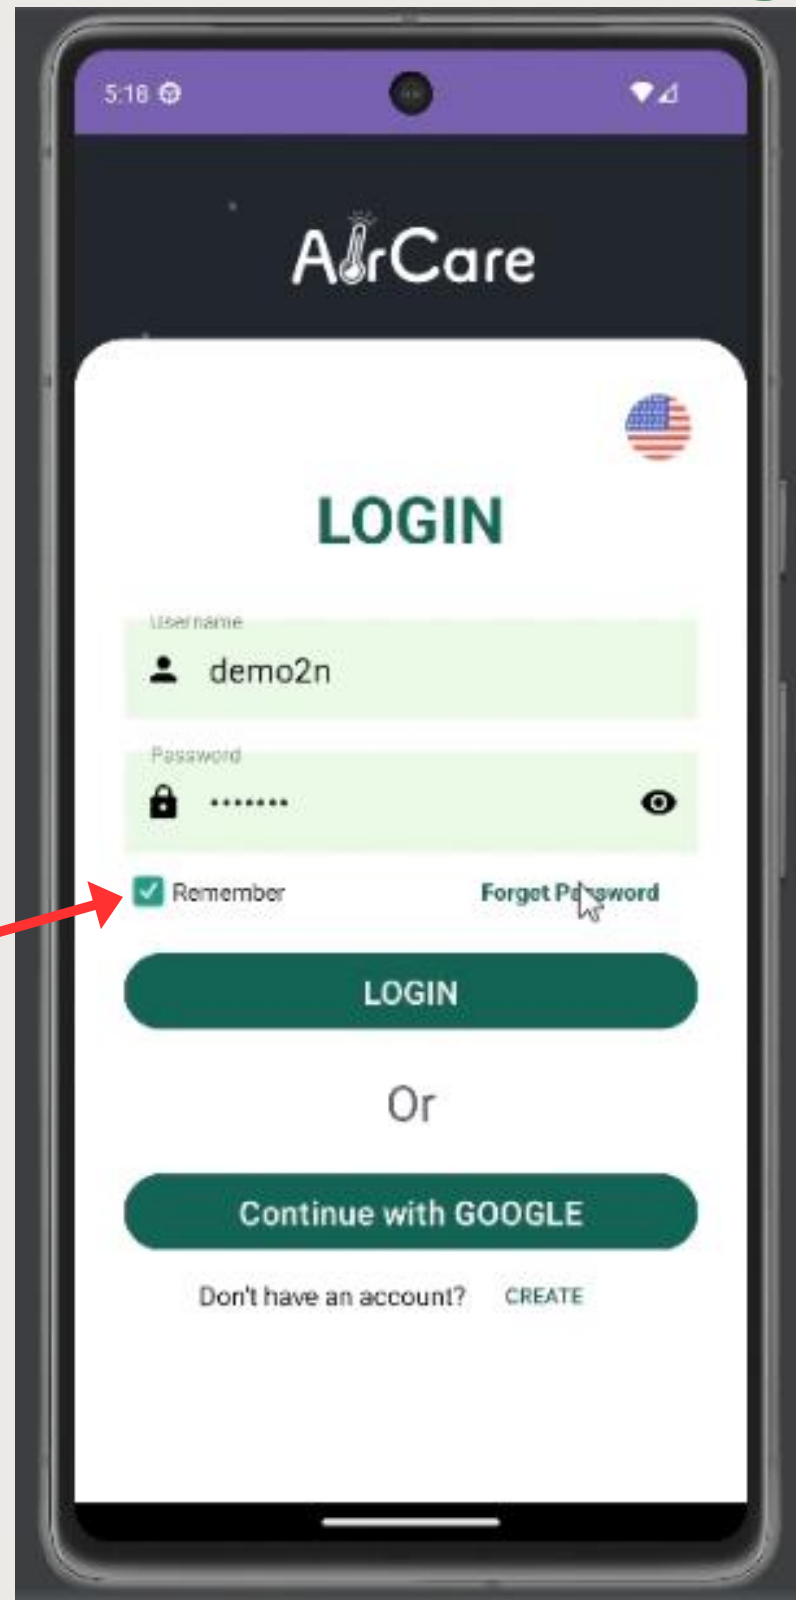 5:18
AirCare
LOGIN
Username
demo2n
Password
•••••••
Remember Forget Password
LOGIN
Or
Continue with GOOGLE
Don't have an account? CREATE